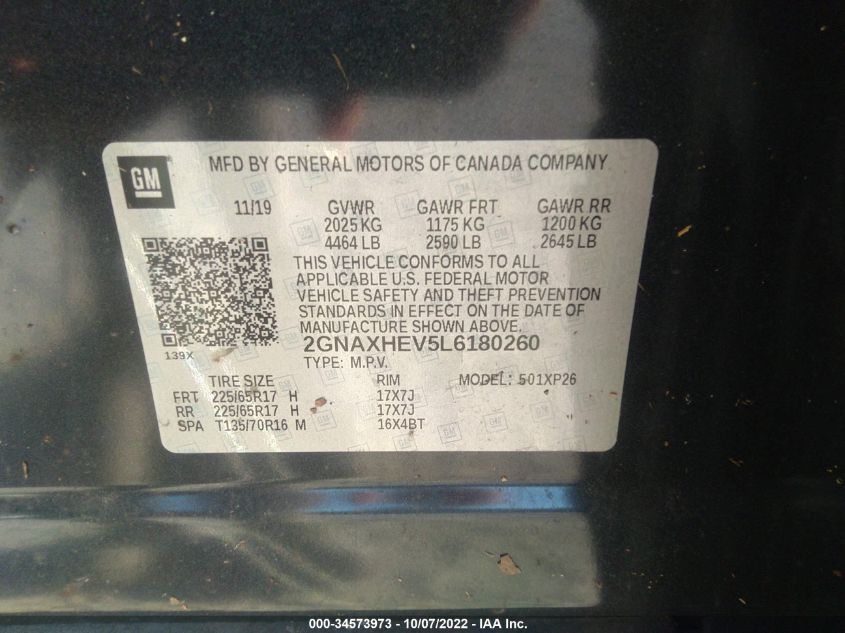 GM
MFD BY GENERAL MOTORS OF CANADA COMPANY
11/19 GVWR GAWR FRT GAWR RR
2025 KG 1175 KG 1200 KG
4464 LB 2590 LB 2645 LB
THIS VEHICLE CONFORMS TO ALL
APPLICABLE U.S. FEDERAL MOTOR
VEHICLE SAFETY AND THEFT PREVENTION
STANDARDS IN EFFECT ON THE DATE OF
MANUFACTURE SHOWN ABOVE.
139X
2GNAXHEV5L6180260
TYPE: M.P.V. MODEL: 501XP26
TIRE SIZE RIM
FRT 225/65R17 H 17X7J
RR 225/65R17 H 17X7J
SPA T135/70R16 M 16X4BT
000-34573973 - 10/07/2022 - IAA Inc.